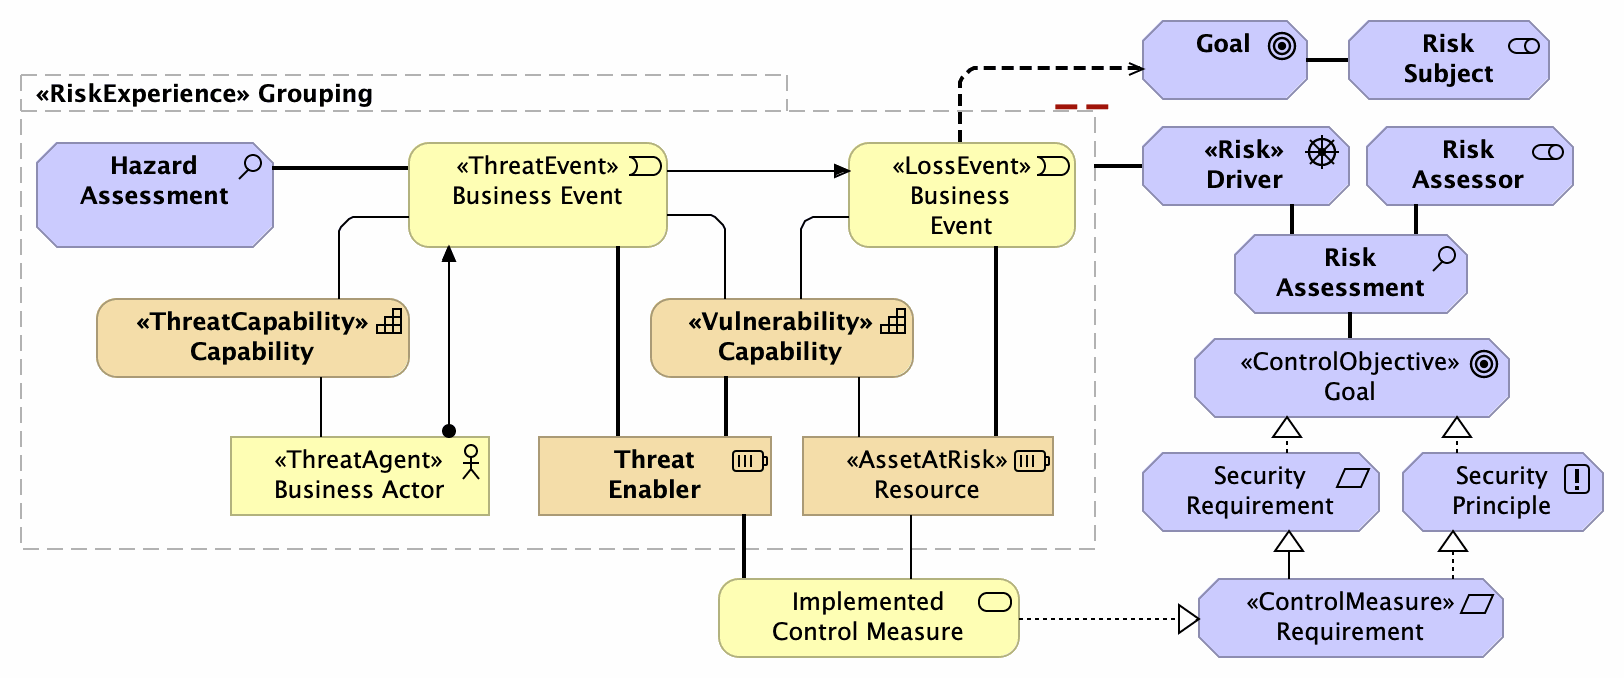 Goal
Risk
Subject
«RiskExperience» Grouping
Hazard
Assessment
«ThreatEvent»
Business Event
«LossEvent»
Business
Event
«Risk»
Driver
Risk
Assessor
Risk
Assessment
«ThreatCapability»
Capability
«Vulnerability»
Capability
«ControlObjective»
Goal
«ThreatAgent»
Business Actor
Threat
Enabler
«AssetAtRisk»
Resource
Security
Requirement
Security
Principle
Implemented
Control Measure
«ControlMeasure»
Requirement